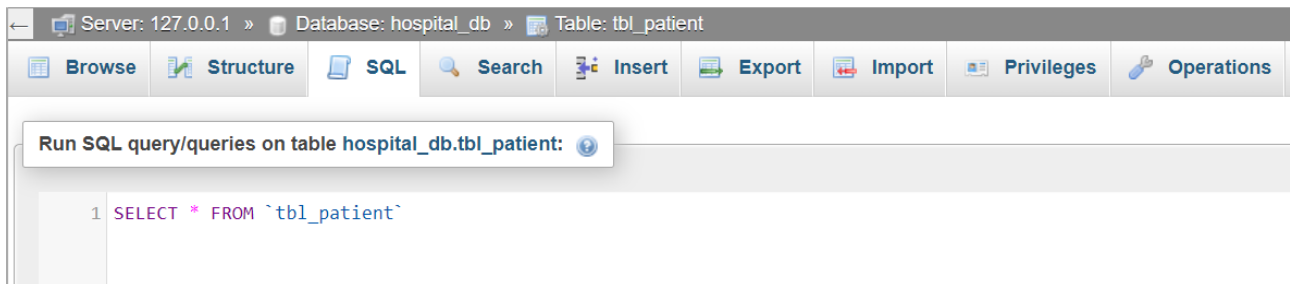 ← Server: 127.0.0.1 » Database: hospital_db » Table: tbl_patient
Browse Structure SQL Search Insert Export Import Privileges Operations
Run SQL query/queries on table hospital_db.tbl_patient:
1 SELECT * FROM `tbl_patient`